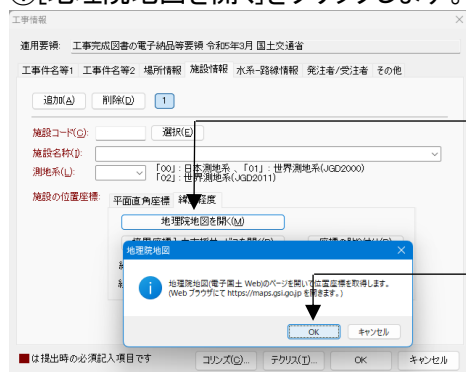 ④[地理院地図を開く]をクリックします。
工事情報
適用要領: 工事完成図書の電子納品等要領 令和5年3月 国土交通省
工事件名等1 工事件名等2 場所情報 施設情報 水系-路線情報 発注者/受注者 その他
追加(A) 削除(D) 1
施設コード(C): 選択(E)
施設名称(I):
測地系(L): 「00」: 日本測地系 、「01」: 世界測地系(JGD2000)
「02」: 世界測地系(JGD2011)
施設の位置座標: 平面直角座標 緯度経度
地理院地図を開く(M)
地理院地図
地理院地図(電子国土 Web)のページを開いて位置座標を取得します。
(Web ブラウザにて https://maps.gsi.go.jp を開きます。)
OK キャンセル
■は提出時の必須記入項目です コリンズ(G)... テクリス(T)... OK キャンセル